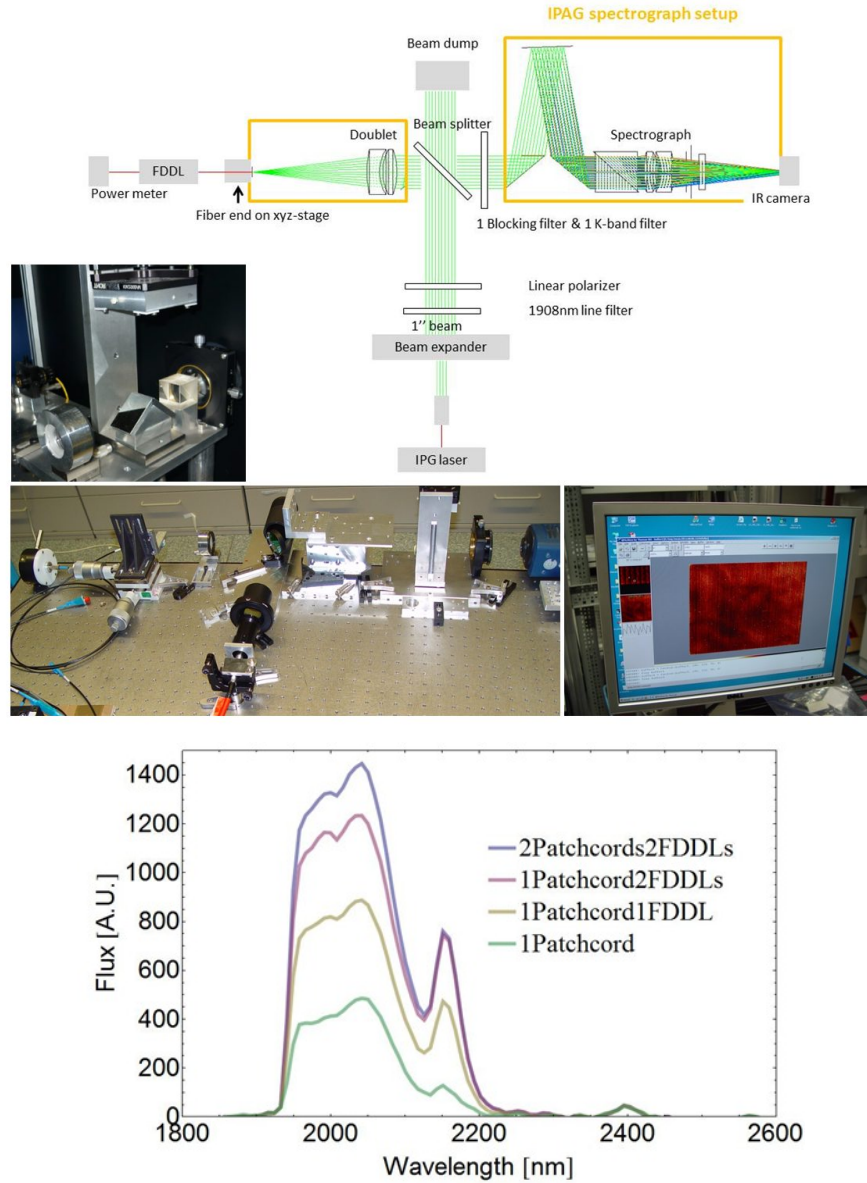 IPAG spectrograph setup
Beam dump
Beam splitter
Doublet
Spectrograph
FDDL
Power meter
IR camera
Fiber end on xyz-stage
1 Blocking filter & 1 K-band filter
Linear polarizer
1908nm line filter
1'' beam
Beam expander
IPG laser
DELL
1400
1200
1000
800
600
400
200
0
Flux [A.U.]
2Patchcords2FDDLs
1Patchcord2FDDLs
1Patchcord1FDDL
1Patchcord
1800 2000 2200 2400 2600
Wavelength [nm]